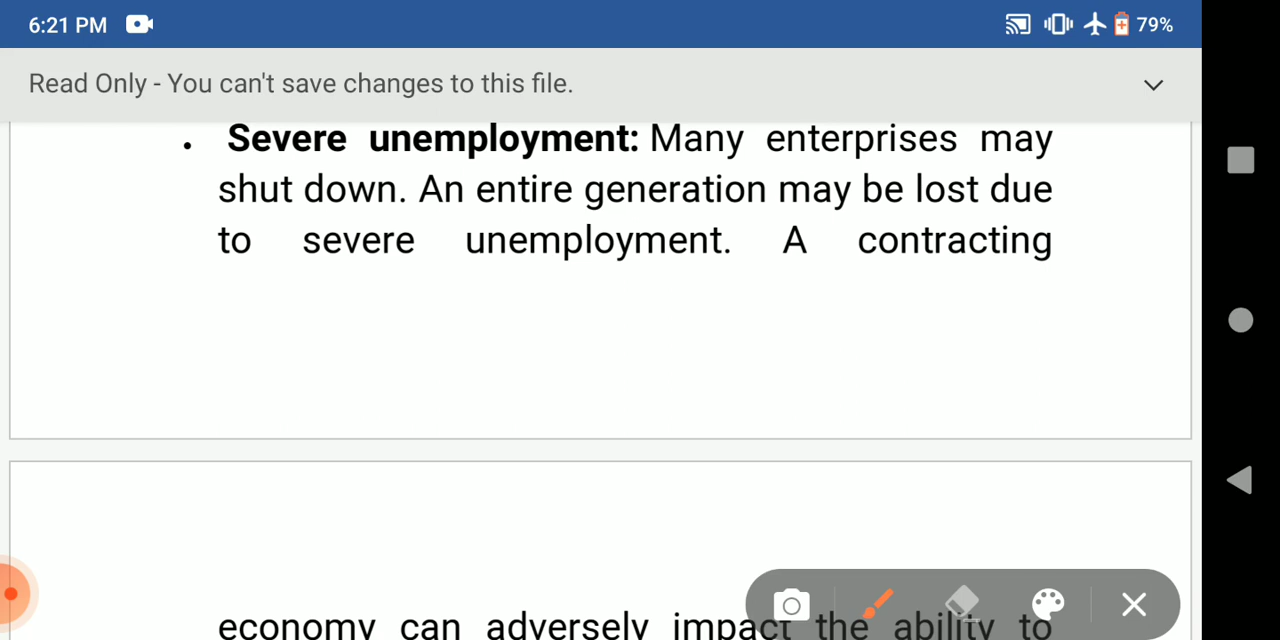 6:21 PM
79%
Read Only - You can't save changes to this file.
• Severe unemployment: Many enterprises may
shut down. An entire generation may be lost due
to severe unemployment. A contracting
economy can adversely impact the ability to